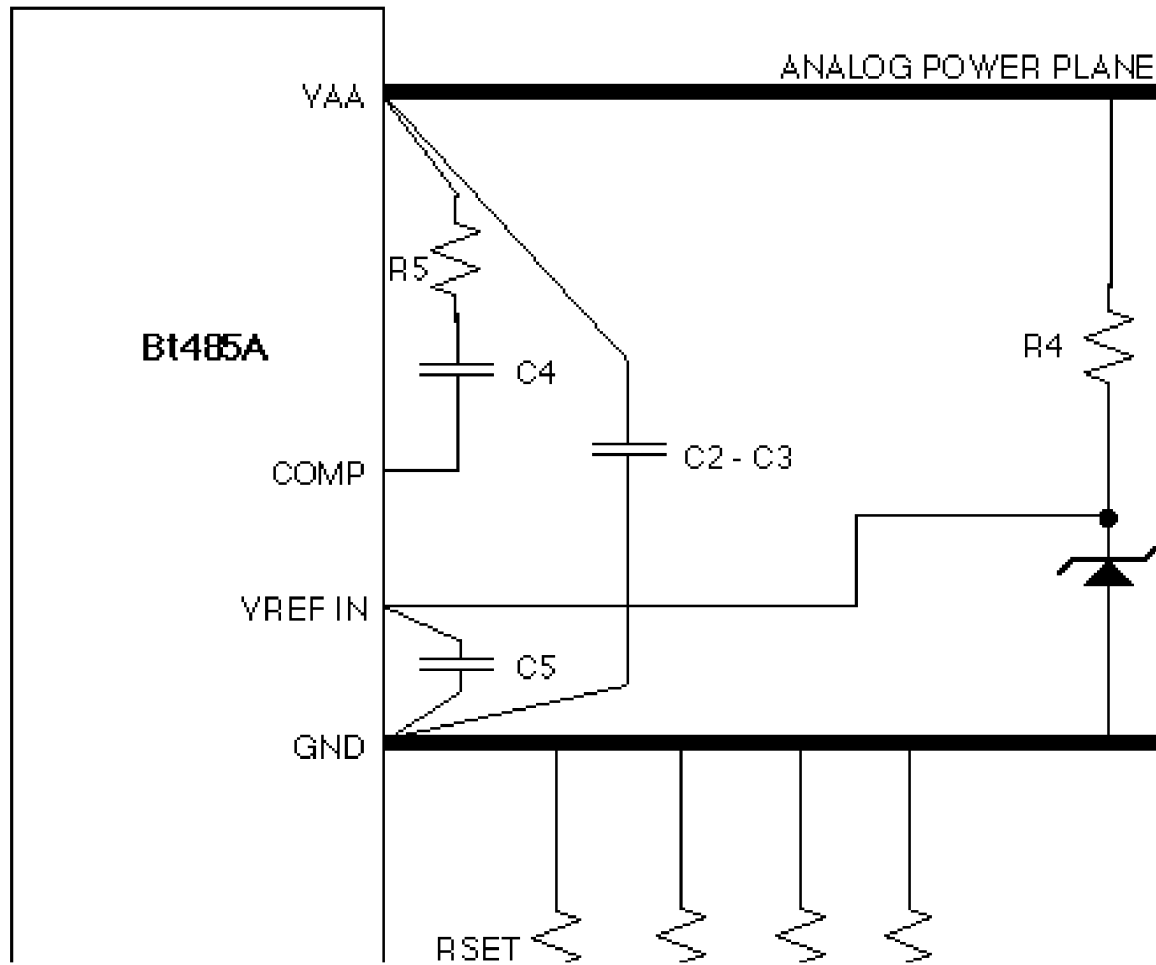 ANALOG POWER PLANE
VAA
R5
Bt485A
R4
C4
C2 - C3
COMP
VREF IN
C5
GND
RSET